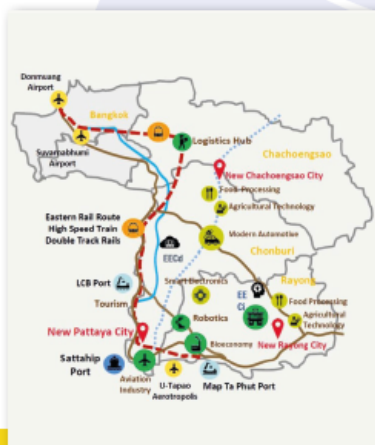 Donmuang
Airport
Bangkok
Suvarnabhumi
Airport
Logistics Hub
Chachoengsao
New Chachoengsao City
Food Processing
Agricultural Technology
Eastern Rail Route
High Speed Train
Double Track Rails
Modern Automotive
Chonburi
EECd
LCB Port
Smart Electronics
Rayong
EE
Ci
Food Processing
Agricultural
Technology
Tourism
Robotics
New Pattaya City
New Rayong City
Bioeconomy
Sattahip
Port
Aviation
Industry
U-Tapao
Aerotropolis
Map Ta Phut Port